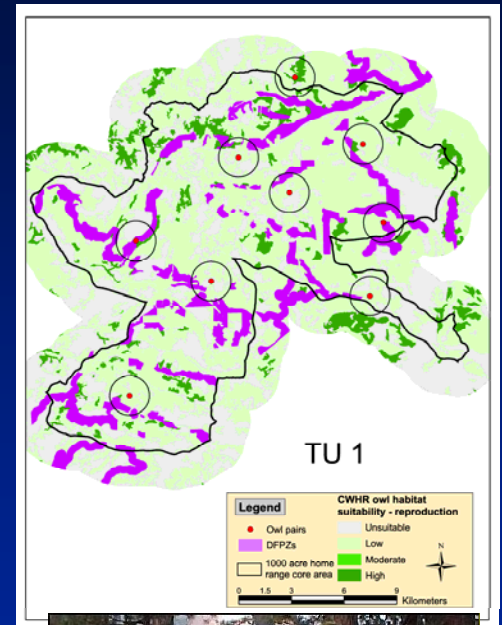 TU 1
Legend
Owl pairs
DFPZs
1000 acre home
range core area
CWHR owl habitat
suitability - reproduction
Unsuitable
Low
Moderate
High
N
0 1.5 3 6 9
Kilometers